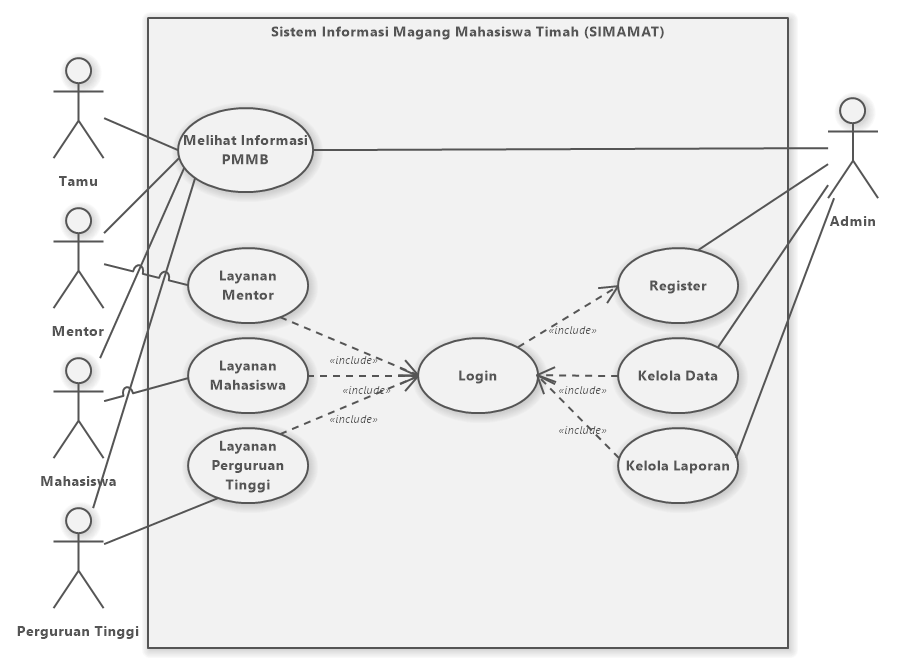 Sistem Informasi Magang Mahasiswa Timah (SIMAMAT)
Tamu
Melihat Informasi
PMMB
Admin
Mentor
Layanan
Mentor
Register
«include»
«include»
Mahasiswa
Layanan
Mahasiswa
Login
Kelola Data
«include»
«include»
«include»
«include»
Layanan
Perguruan
Tinggi
Kelola Laporan
Perguruan Tinggi